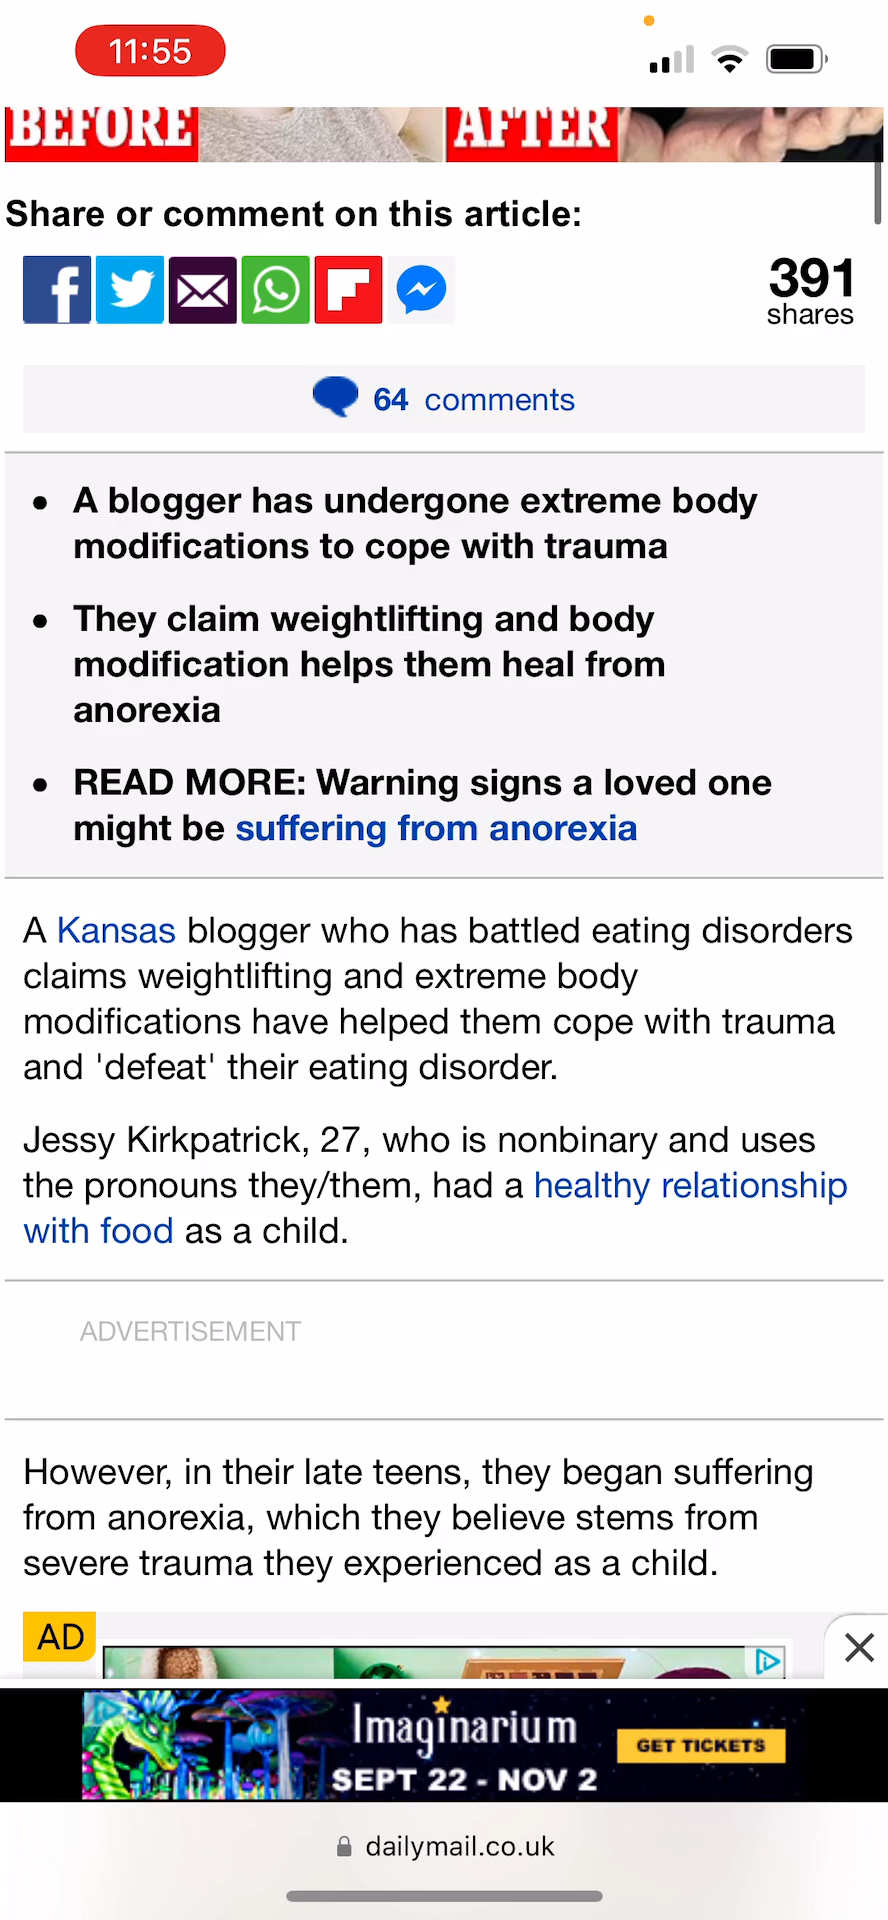 11:55
BEFORE AFTER
Share or comment on this article:
391
shares
64 comments
• A blogger has undergone extreme body
modifications to cope with trauma
• They claim weightlifting and body
modification helps them heal from
anorexia
• READ MORE: Warning signs a loved one
might be suffering from anorexia
A Kansas blogger who has battled eating disorders
claims weightlifting and extreme body
modifications have helped them cope with trauma
and 'defeat' their eating disorder.
Jessy Kirkpatrick, 27, who is nonbinary and uses
the pronouns they/them, had a healthy relationship
with food as a child.
ADVERTISEMENT
However, in their late teens, they began suffering
from anorexia, which they believe stems from
severe trauma they experienced as a child.
AD
Imaginarium
GET TICKETS
SEPT 22 - NOV 2
dailymail.co.uk